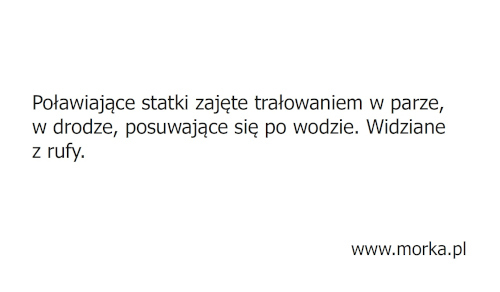 Poławiające statki zajęte trałowaniem w parze,
w drodze, posuwające się po wodzie. Widziane
z rufy.
www.morka.pl